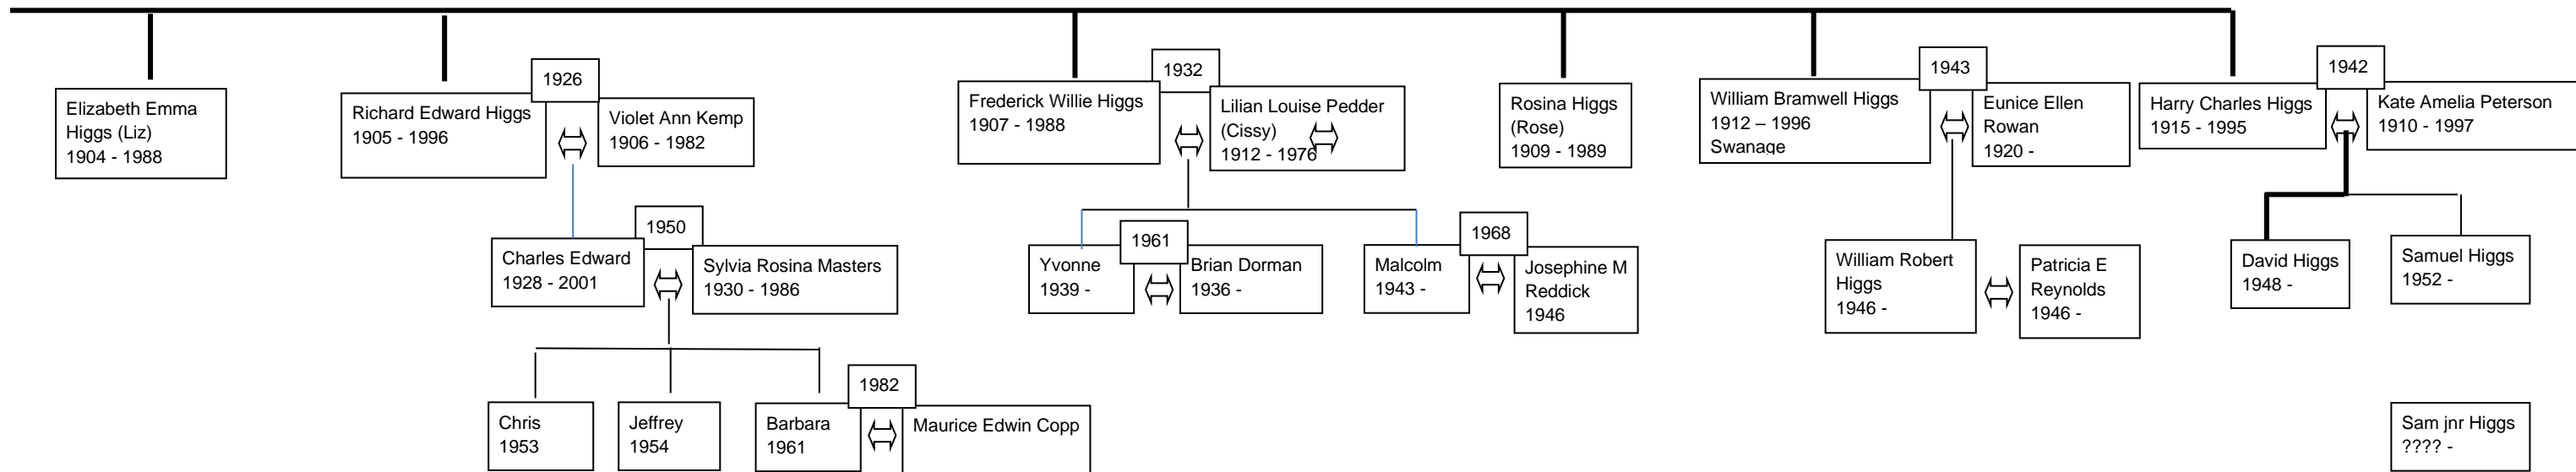 Elizabeth Emma
Higgs (Liz)
1904 - 1988
1926
Richard Edward Higgs
1905 - 1996
Violet Ann Kemp
1906 - 1982
1932
Frederick Willie Higgs
1907 - 1988
Lilian Louise Pedder
(Cissy)
1912 - 1976
Rosina Higgs
(Rose)
1909 - 1989
1943
William Bramwell Higgs
1912 – 1996
Swanage
Eunice Ellen
Rowan
1920 -
1942
Harry Charles Higgs
1915 - 1995
Kate Amelia Peterson
1910 - 1997
1950
Charles Edward
1928 - 2001
Sylvia Rosina Masters
1930 - 1986
1961
Yvonne
1939 -
Brian Dorman
1936 -
1968
Malcolm
1943 -
Josephine M
Reddick
1946
William Robert
Higgs
1946 -
Patricia E
Reynolds
1946 -
David Higgs
1948 -
Samuel Higgs
1952 -
1982
Chris
1953
Jeffrey
1954
Barbara
1961
Maurice Edwin Copp
Sam jnr Higgs
???? -